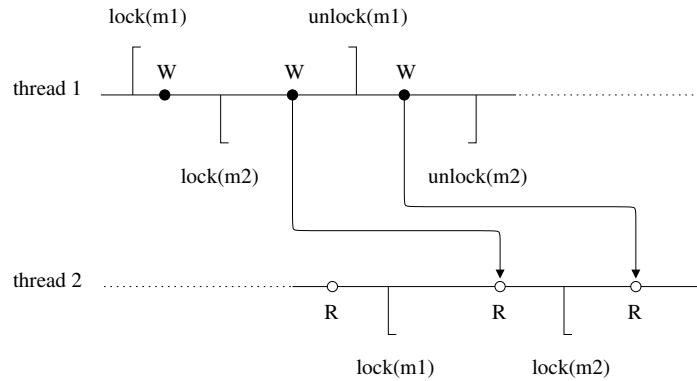 lock(m1) unlock(m1)
W W W
thread 1
lock(m2) unlock(m2)
thread 2
R R R
lock(m1) lock(m2)